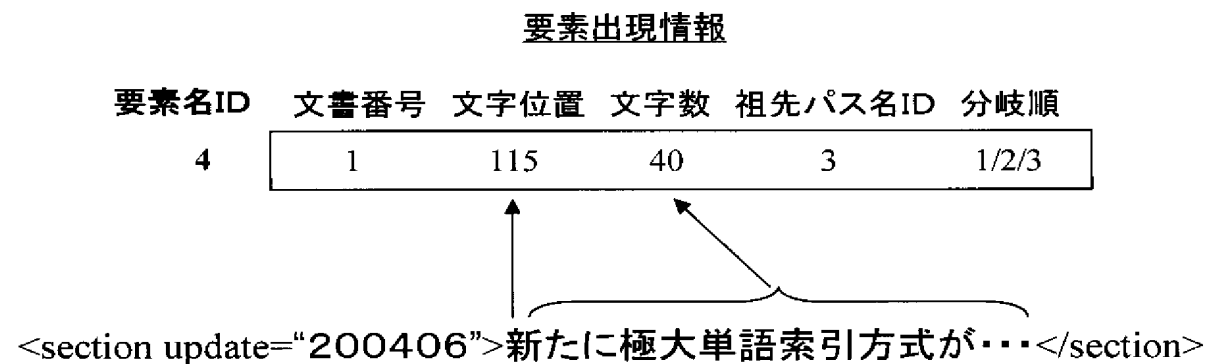 要素出現情報
要素名ID 文書番号 文字位置 文字数 祖先パス名ID 分岐順
4 1 115 40 3 1/2/3
<section update=“200406”>新たに極大単語索引方式が・・・</section>